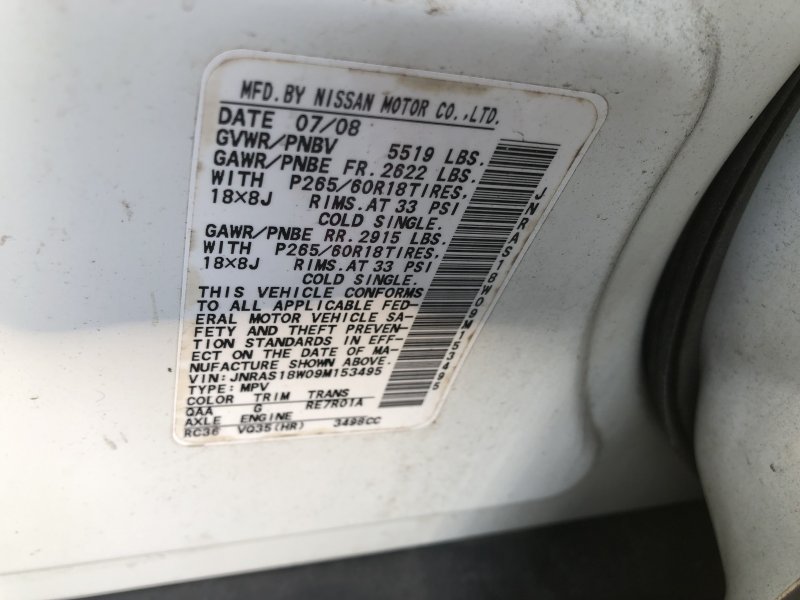 MFD.BY NISSAN MOTOR CO.,LTD.
DATE 07/08
GVWR/PNBV 5519 LBS.
GAWR/PNBE FR.2622 LBS.
WITH P265/60R18TIRES,
18×8J RIMS.AT 33 PSI
COLD SINGLE.
GAWR/PNBE RR.2915 LBS.
WITH P265/60R18TIRES,
18×8J RIMS.AT 33 PSI
COLD SINGLE.
THIS VEHICLE CONFORMS
TO ALL APPLICABLE FED-
ERAL MOTOR VEHICLE SA-
FETY AND THEFT PREVEN-
TION STANDARDS IN EFF-
ECT ON THE DATE OF MA-
NUFACTURE SHOWN ABOVE.
VIN: JNRAS18W09M153495
TYPE: MPV
COLOR TRIM TRANS
QAA G RE7R01A
AXLE ENGINE
RC36 VQ35(HR) 3498CC
JNRAS18W09M153495